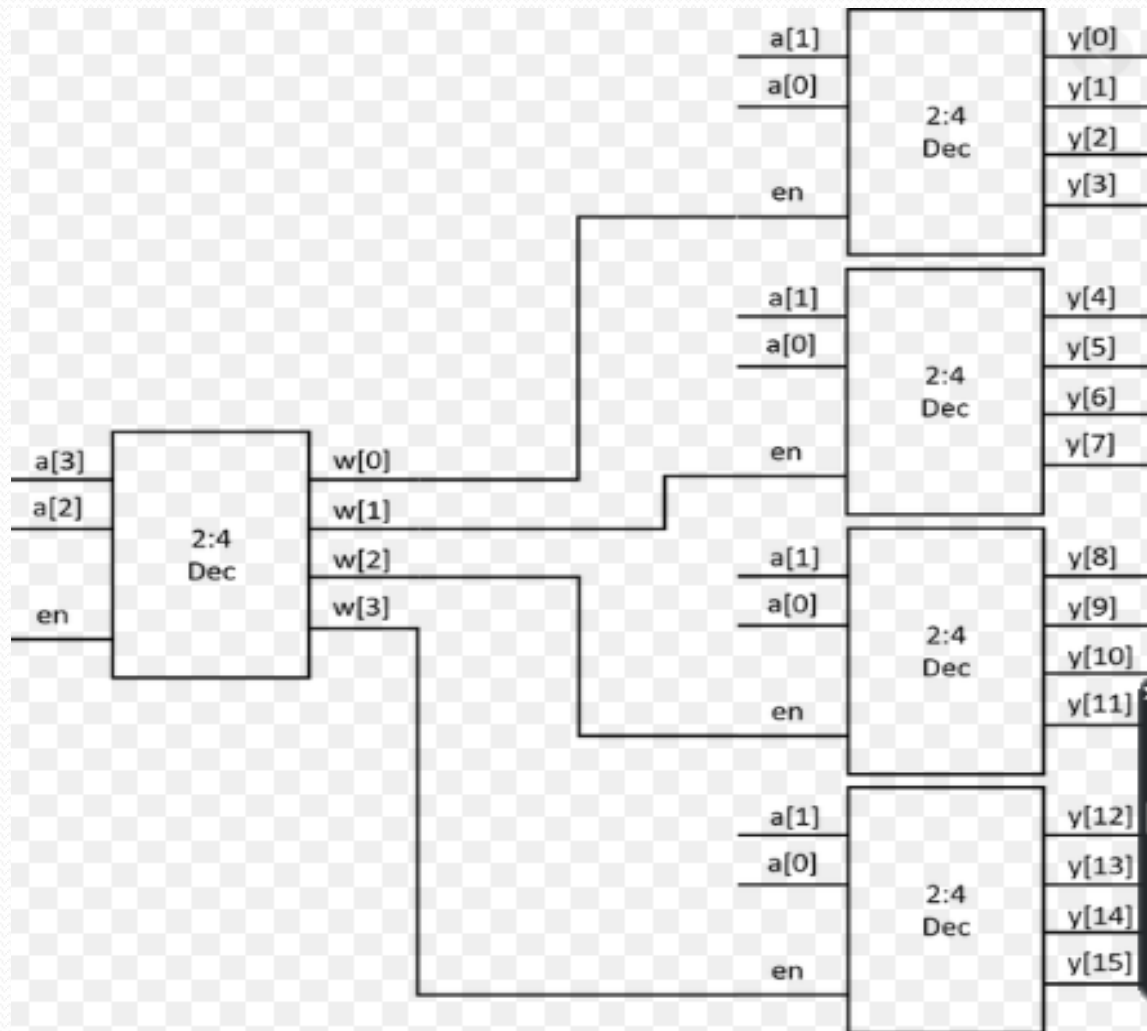 a[1]
a[0]
en
2:4
Dec
y[0]
y[1]
y[2]
y[3]
a[1]
a[0]
en
2:4
Dec
y[4]
y[5]
y[6]
y[7]
a[3]
a[2]
en
2:4
Dec
w[0]
w[1]
w[2]
w[3]
a[1]
a[0]
en
2:4
Dec
y[8]
y[9]
y[10]
y[11]
a[1]
a[0]
en
2:4
Dec
y[12]
y[13]
y[14]
y[15]